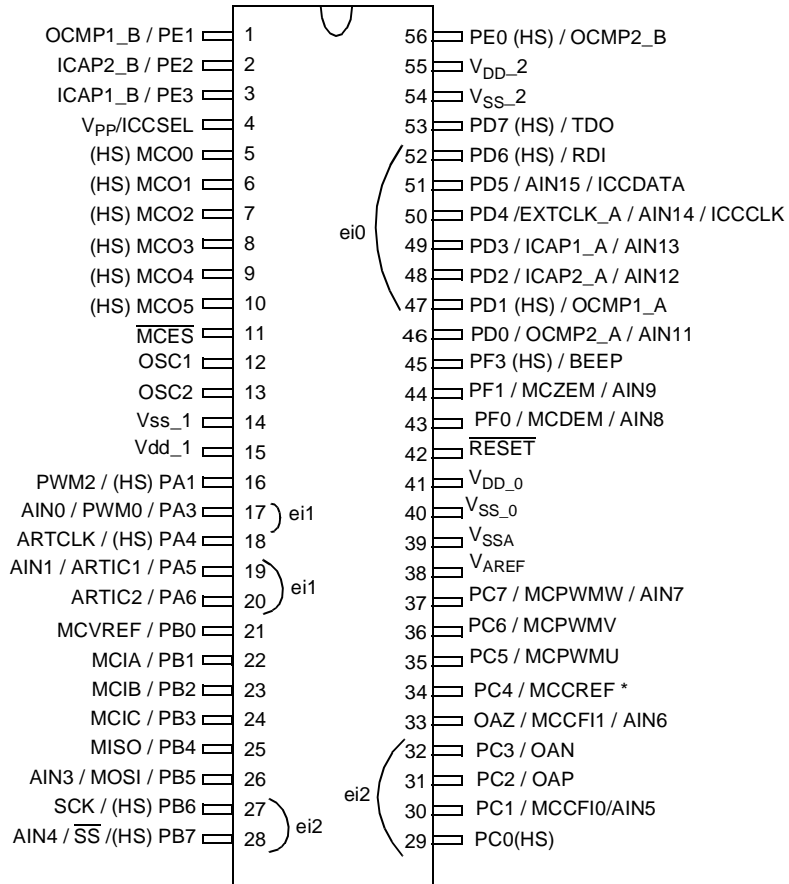 OCMP1_B / PE1 1
ICAP2_B / PE2 2
ICAP1_B / PE3 3
VPP/ICCSEL 4
(HS) MCO0 5
(HS) MCO1 6
(HS) MCO2 7
(HS) MCO3 8
(HS) MCO4 9
(HS) MCO5 10
MCES 11
OSC1 12
OSC2 13
Vss_1 14
Vdd_1 15
PWM2 / (HS) PA1 16
AIN0 / PWM0 / PA3 17
ei1
ARTCLK / (HS) PA4 18
AIN1 / ARTIC1 / PA5 19
ei1
ARTIC2 / PA6 20
MCVREF / PB0 21
MCIA / PB1 22
MCIB / PB2 23
MCIC / PB3 24
MISO / PB4 25
AIN3 / MOSI / PB5 26
SCK / (HS) PB6 27
ei2
AIN4 / SS /(HS) PB7 28
56 PE0 (HS) / OCMP2_B
55 VDD_2
54 VSS_2
53 PD7 (HS) / TDO
52 PD6 (HS) / RDI
51 PD5 / AIN15 / ICCDATA
50 PD4 /EXTCLK_A / AIN14 / ICCCLK
ei0
49 PD3 / ICAP1_A / AIN13
48 PD2 / ICAP2_A / AIN12
47 PD1 (HS) / OCMP1_A
46 PD0 / OCMP2_A / AIN11
45 PF3 (HS) / BEEP
44 PF1 / MCZEM / AIN9
43 PF0 / MCDEM / AIN8
42 RESET
41 VDD_0
40 VSS_0
39 VSSA
38 VAREF
37 PC7 / MCPWMW / AIN7
36 PC6 / MCPWMV
35 PC5 / MCPWMU
34 PC4 / MCCREF *
33 OAZ / MCCFI1 / AIN6
32 PC3 / OAN
31 PC2 / OAP
ei2
30 PC1 / MCCFI0/AIN5
29 PC0(HS)